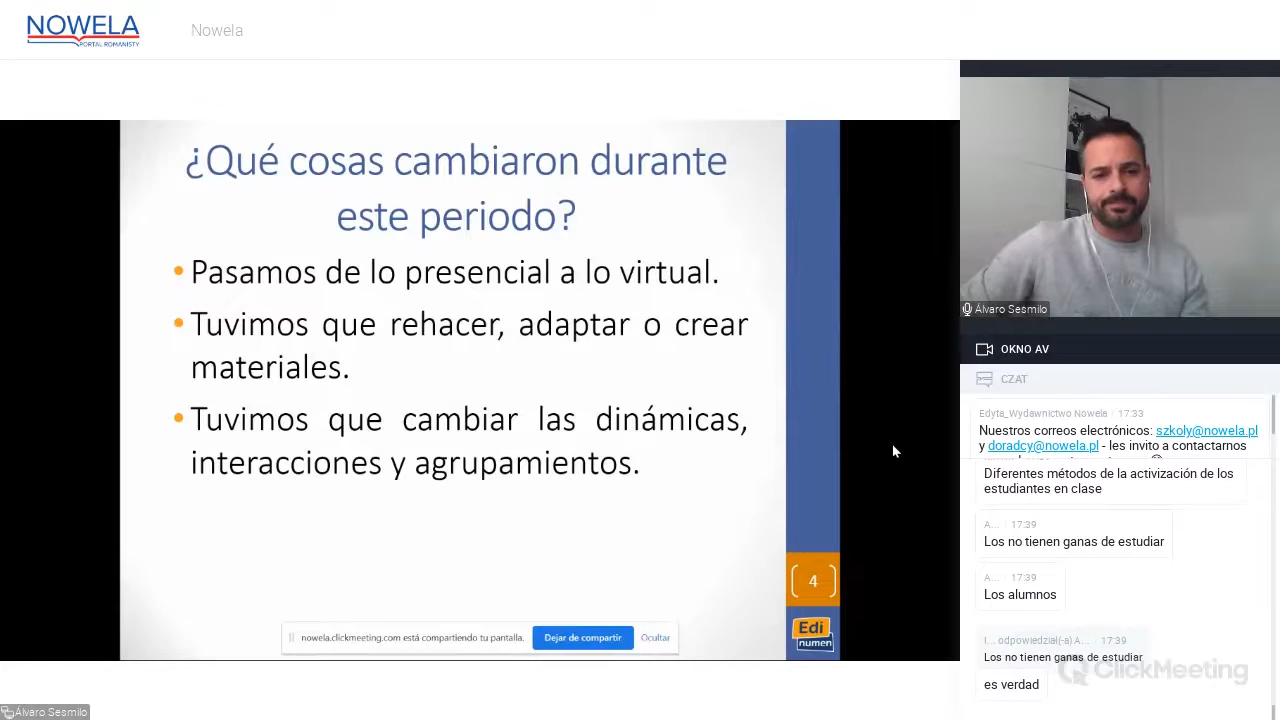 NOWELA
PORTAL ROMANISTY
Nowela
¿Qué cosas cambiaron durante
este periodo?
• Pasamos de lo presencial a lo virtual.
• Tuvimos que rehacer, adaptar o crear
materiales.
• Tuvimos que cambiar las dinámicas,
interacciones y agrupamientos.
4
Edi
numen
nowela.clickmeeting.com está compartiendo tu pantalla.
Dejar de compartir
Ocultar
Álvaro Sesmilo
Álvaro Sesmilo
OKNO AV
CZAT
Edyta_Wydawnictwo Nowela 17:33
Nuestros correos electrónicos: szkoly@nowela.pl
y doradcy@nowela.pl - les invito a contactarnos
Diferentes métodos de la activización de los
estudiantes en clase
A... 17:39
Los no tienen ganas de estudiar
A... 17:39
Los alumnos
I... odpowiedział(-a) A... 17:39
Los no tienen ganas de estudiar
es verdad
ClickMeeting